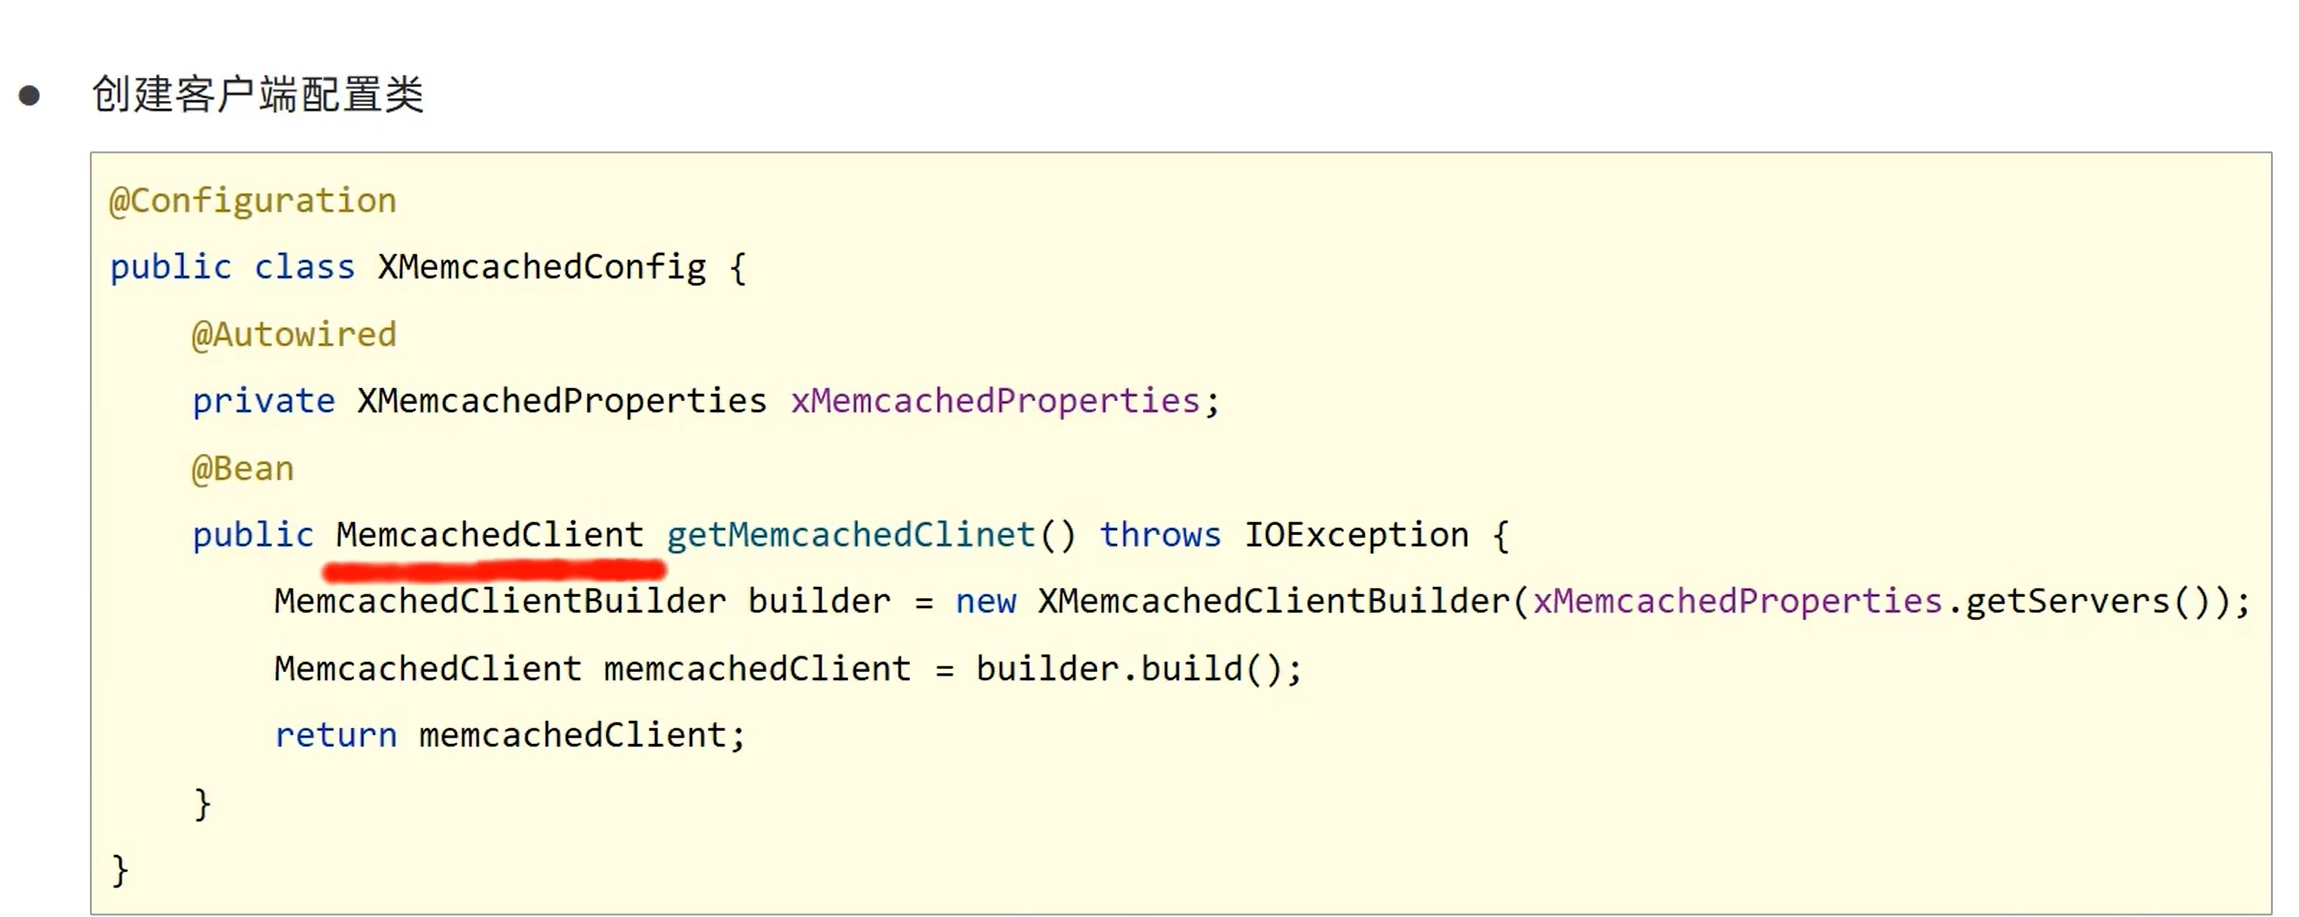 ● 创建客户端配置类
@Configuration
public class XMemcachedConfig {
    @Autowired
    private XMemcachedProperties xMemcachedProperties;
    @Bean
    public MemcachedClient getMemcachedClinet() throws IOException {
        MemcachedClientBuilder builder = new XMemcachedClientBuilder(xMemcachedProperties.getServers());
        MemcachedClient memcachedClient = builder.build();
        return memcachedClient;
    }
}